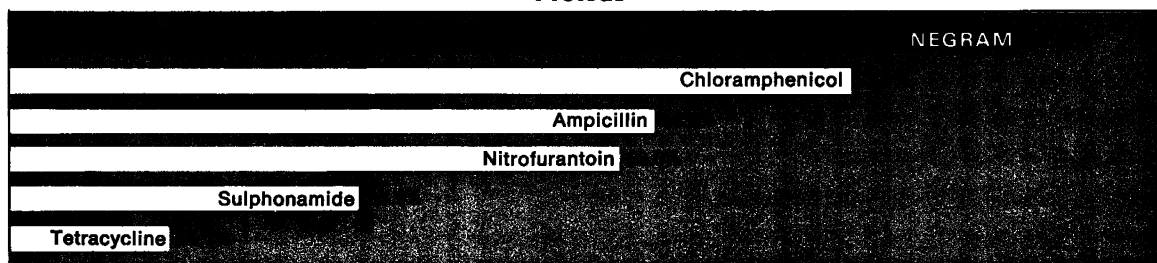 NEGRAM
Chloramphenicol
Ampicillin
Nitrofurantoin
Sulphonamide
Tetracycline